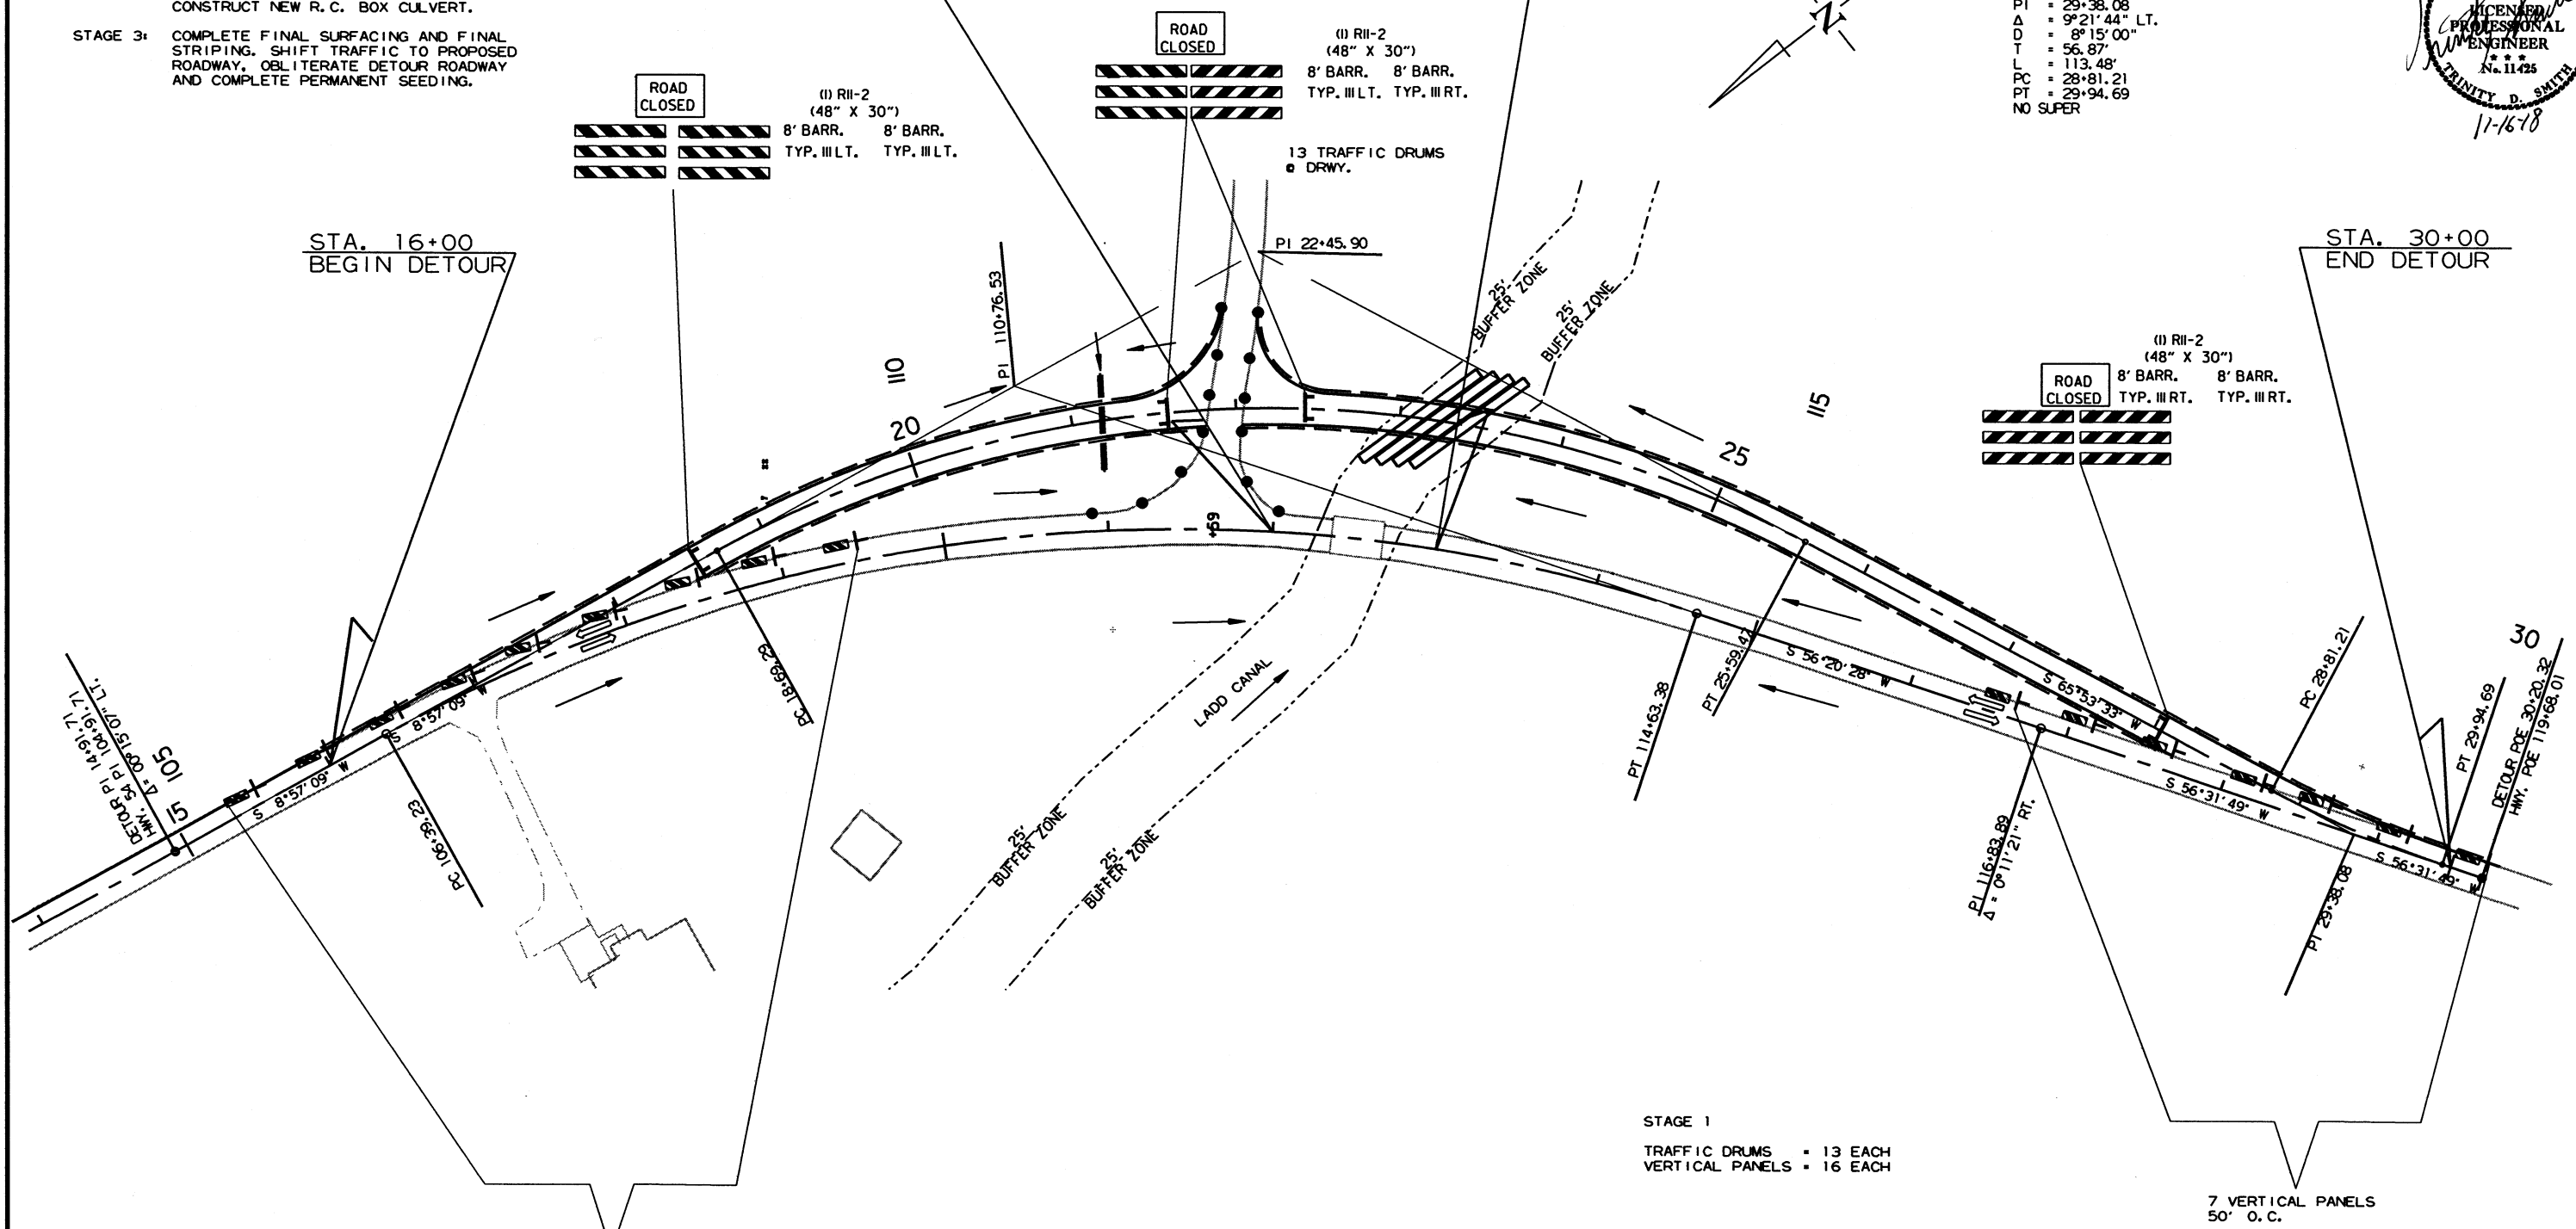 CONSTRUCT NEW R.C. BOX CULVERT.
STAGE 3: COMPLETE FINAL SURFACING AND FINAL
STRIPING. SHIFT TRAFFIC TO PROPOSED
ROADWAY. OBLITERATE DETOUR ROADWAY
AND COMPLETE PERMANENT SEEDING.
ROAD
CLOSED
(1) R11-2
(48" X 30")
8' BARR. 8' BARR.
TYP. III LT. TYP. III LT.
ROAD
CLOSED
(1) R11-2
(48" X 30")
8' BARR. 8' BARR.
TYP. III LT. TYP. III RT.
13 TRAFFIC DRUMS
@ DRWY.
N
PI = 29+38.08
Δ = 9°21'44" LT.
D = 8°15'00"
T = 56.87'
L = 113.48'
PC = 28+81.21
PT = 29+94.69
NO SUPER
LICENSED
PROFESSIONAL
ENGINEER
* * *
No. 11425
TRINITY D. SMITH
11-16-18
STA. 16+00
BEGIN DETOUR
PI 110+76.53
PI 22+45.90
25'
BUFFER ZONE
25'
BUFFER ZONE
STA. 30+00
END DETOUR
ROAD
CLOSED
(1) R11-2
(48" X 30")
8' BARR. 8' BARR.
TYP. III RT. TYP. III RT.
110
20
115
25
+59
30
DETOUR PI 14+91.71
HWY. 54 PI 104+91.71
Δ = 00°15'07" LT.
105
15
S 8°57'09" W
S 8°57'09" W
PC 106+39.23
PC 18+69.29
LADD CANAL
25'
BUFFER ZONE
25'
BUFFER ZONE
PT 114+63.38
PT 25+59.47
S 56°20'28" W
S 65°53'33" W
PC 28+81.21
PT 29+94.69
DETOUR POE 30+20.32
HWY. POE 119+68.01
PI 116+83.89
Δ = 0°11'21" RT.
S 56°31'49" W
S 56°31'49" W
PI 29+38.08
STAGE 1
TRAFFIC DRUMS = 13 EACH
VERTICAL PANELS = 16 EACH
7 VERTICAL PANELS
50' O.C.